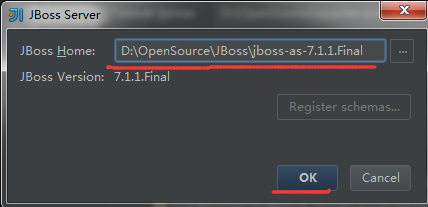 JBoss Server
JBoss Home: D:\OpenSource\JBoss\jboss-as-7.1.1.Final ...
JBoss Version: 7.1.1.Final
Register schemas...
OK Cancel